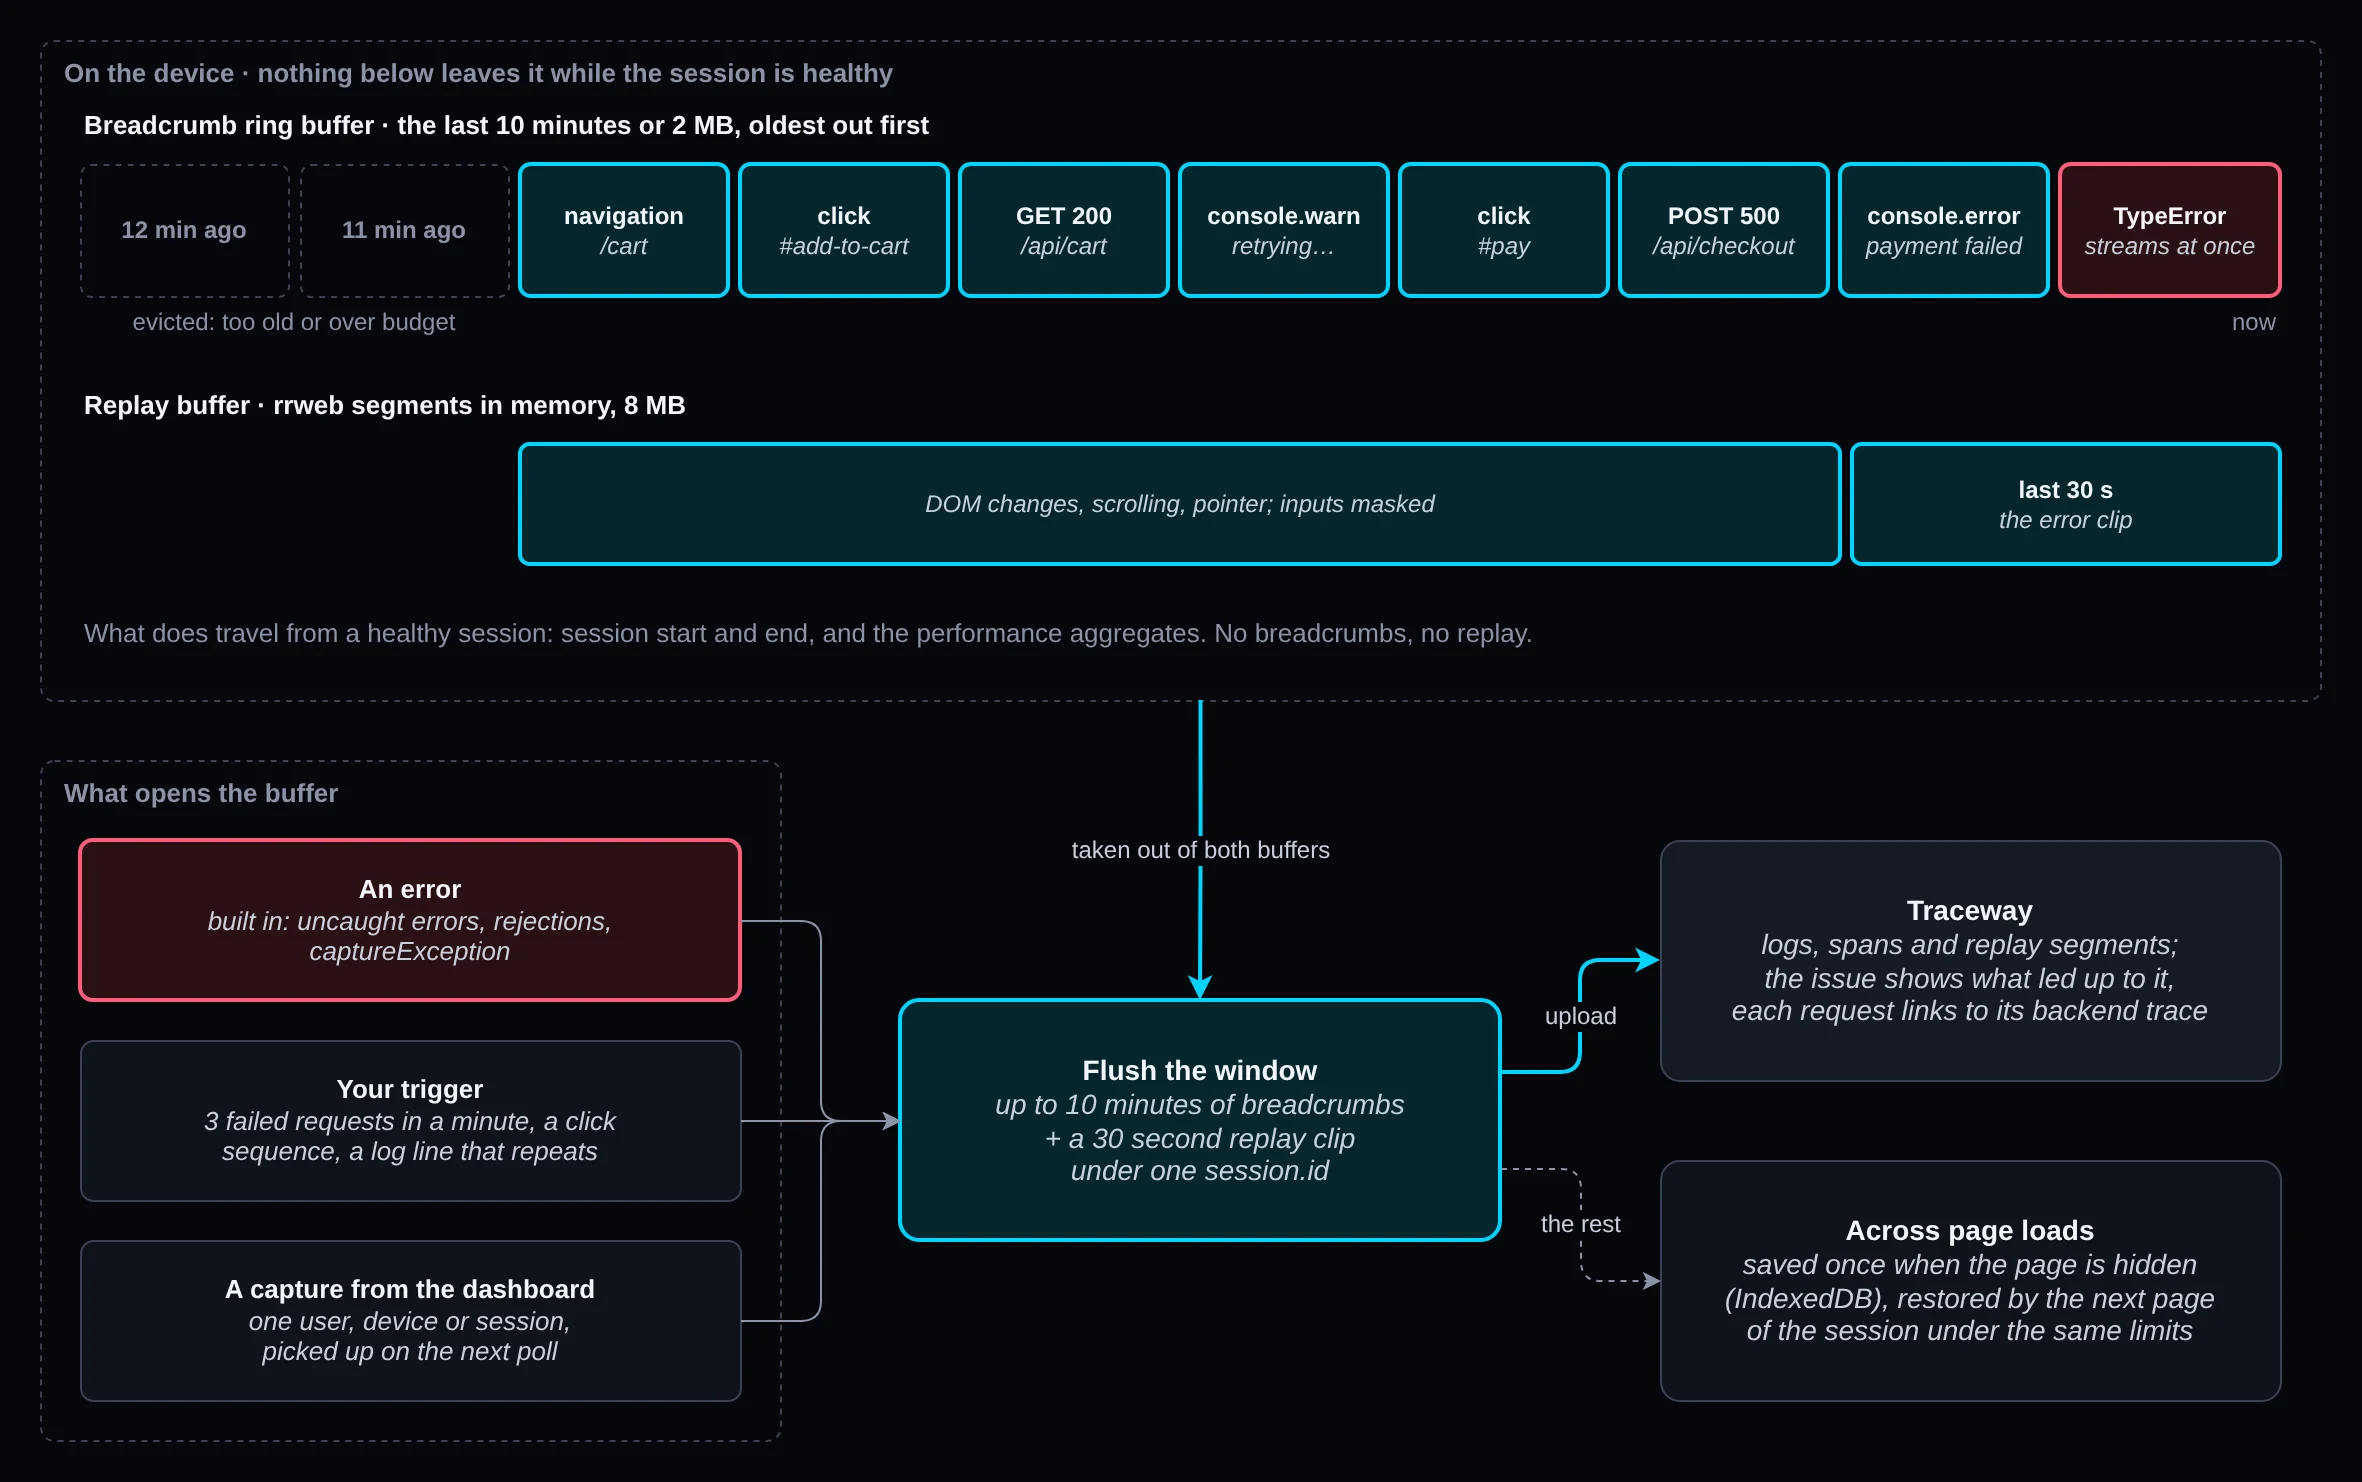 On the device · nothing below leaves it while the session is healthy
Breadcrumb ring buffer · the last 10 minutes or 2 MB, oldest out first
12 min ago
11 min ago
navigation
/cart
click
#add-to-cart
GET 200
/api/cart
console.warn
retrying…
click
#pay
POST 500
/api/checkout
console.error
payment failed
TypeError
streams at once
evicted: too old or over budget
now
Replay buffer · rrweb segments in memory, 8 MB
DOM changes, scrolling, pointer; inputs masked
last 30 s
the error clip
What does travel from a healthy session: session start and end, and the performance aggregates. No breadcrumbs, no replay.
What opens the buffer
An error
built in: uncaught errors, rejections,
captureException
Your trigger
3 failed requests in a minute, a click
sequence, a log line that repeats
A capture from the dashboard
one user, device or session,
picked up on the next poll
taken out of both buffers
Flush the window
up to 10 minutes of breadcrumbs
+ a 30 second replay clip
under one session.id
upload
the rest
Traceway
logs, spans and replay segments;
the issue shows what led up to it,
each request links to its backend trace
Across page loads
saved once when the page is hidden
(IndexedDB), restored by the next page
of the session under the same limits